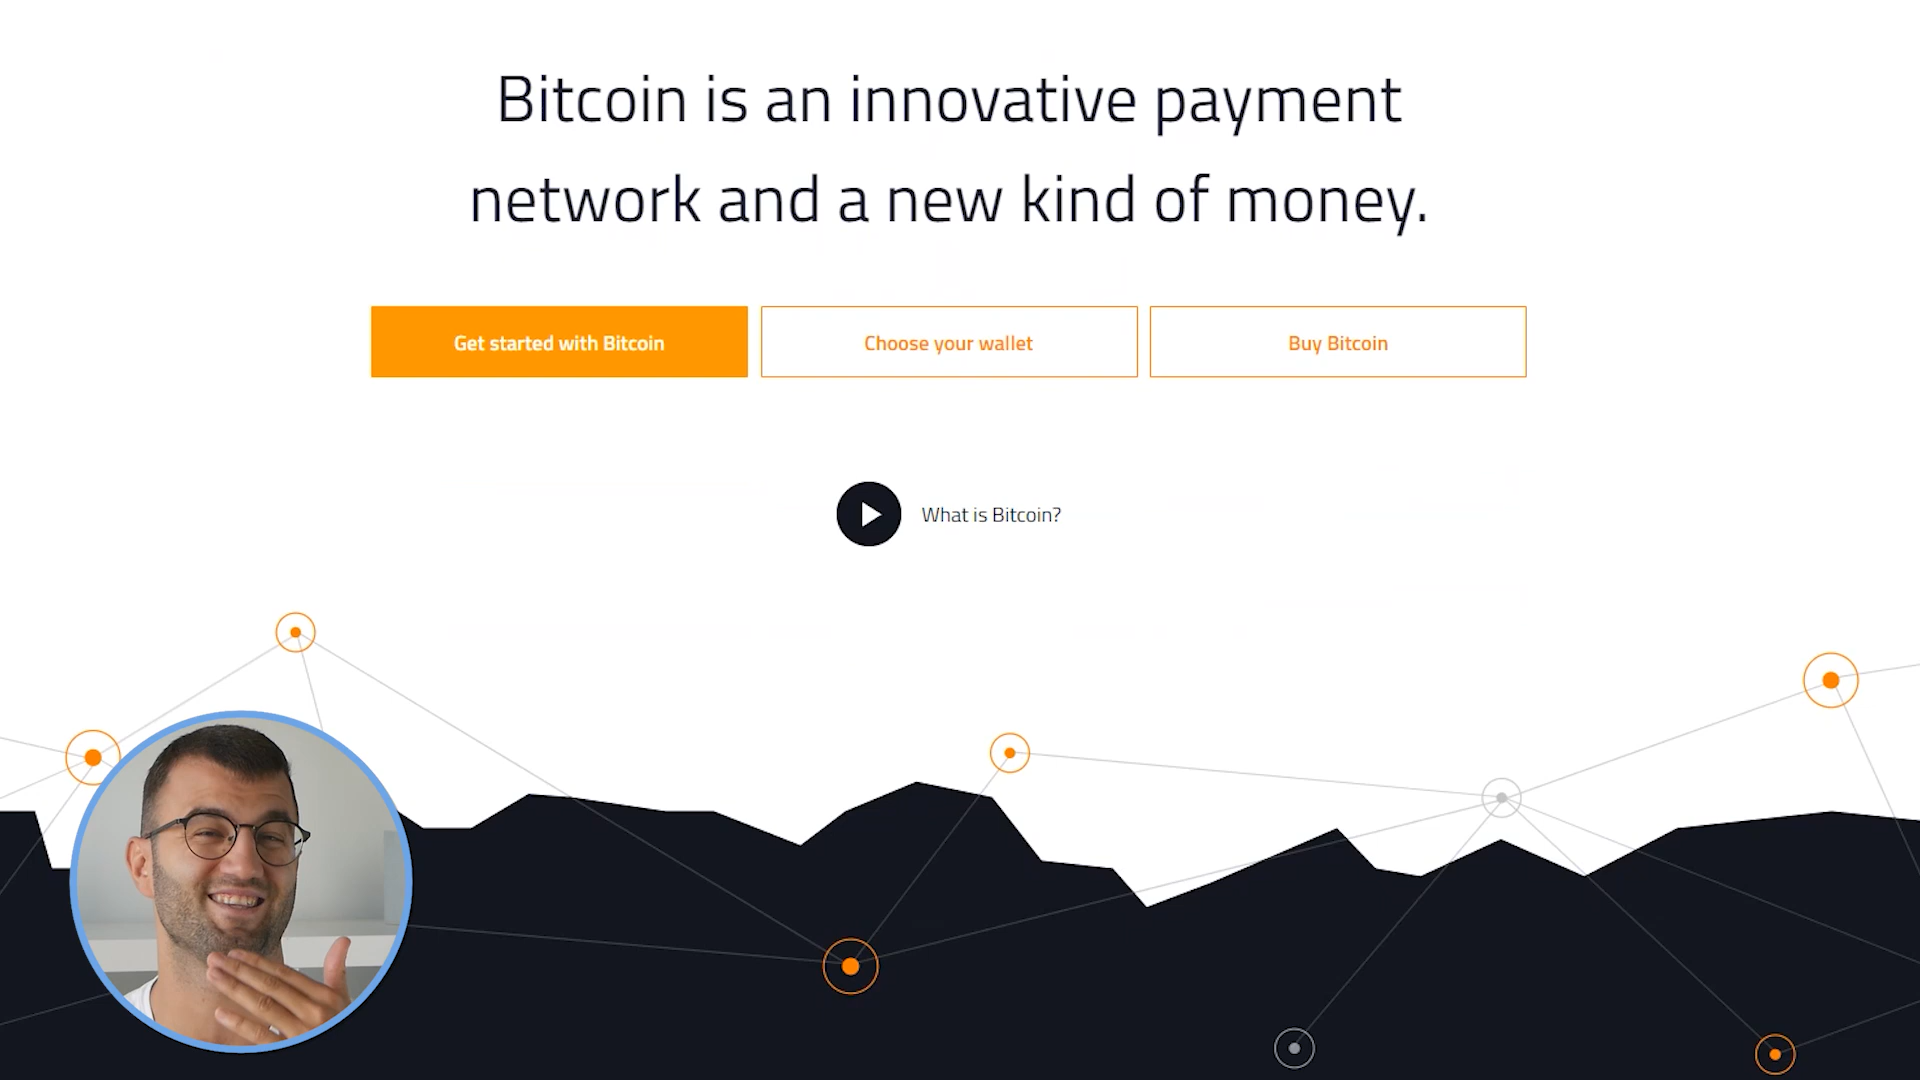 Bitcoin is an innovative payment
network and a new kind of money.
Get started with Bitcoin
Choose your wallet
Buy Bitcoin
What is Bitcoin?